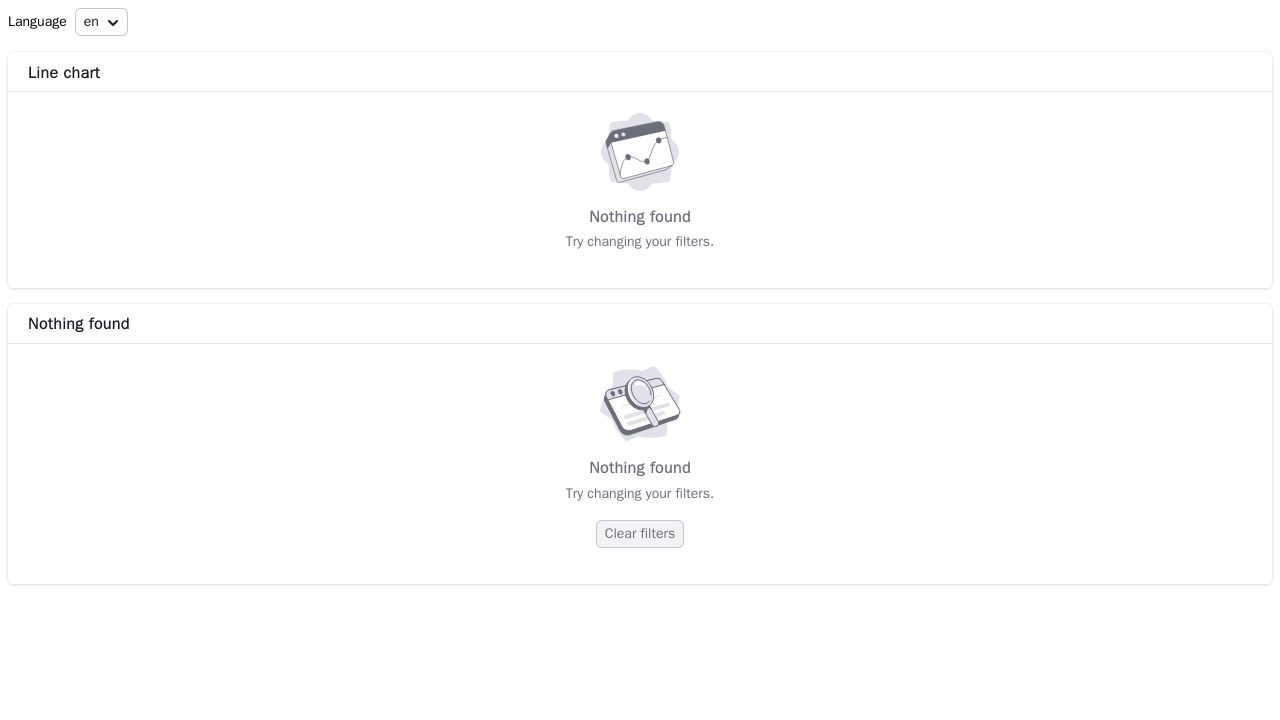 Language en
Line chart
Nothing found
Try changing your filters.
Nothing found
Nothing found
Try changing your filters.
Clear filters